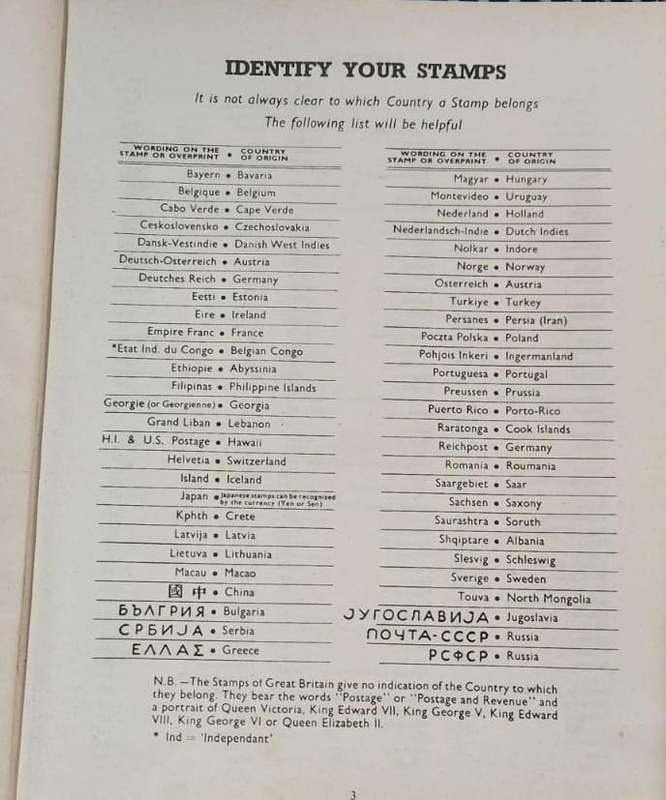 IDENTIFY YOUR STAMPS
It is not always clear to which Country a Stamp belongs
The following list will be helpful
WORDING ON THE STAMP OR OVERPRINT • COUNTRY OF ORIGIN
Bayern • Bavaria
Belgique • Belgium
Cabo Verde • Cape Verde
Ceskoslovensko • Czechoslovakia
Dansk-Vestindie • Danish West Indies
Deutsch-Osterreich • Austria
Deutches Reich • Germany
Eesti • Estonia
Eire • Ireland
Empire Franc • France
*Etat Ind. du Congo • Belgian Congo
Ethiopie • Abyssinia
Filipinas • Philippine Islands
Georgie (or Georgienne) • Georgia
Grand Liban • Lebanon
H.I. & U.S. Postage • Hawaii
Helvetia • Switzerland
Island • Iceland
Japan • Japanese stamps can be recognized by the currency (Yen or Sen)
Kphth • Crete
Latvija • Latvia
Lietuva • Lithuania
Macau • Macao
國中 • China
БЪЛГРИЯ • Bulgaria
СРБИЈА • Serbia
ΕΛΛΑΣ • Greece
WORDING ON THE STAMP OR OVERPRINT • COUNTRY OF ORIGIN
Magyar • Hungary
Montevideo • Uruguay
Nederland • Holland
Nederlandsch-Indie • Dutch Indies
Nolkar • Indore
Norge • Norway
Osterreich • Austria
Turkiye • Turkey
Persanes • Persia (Iran)
Poczta Polska • Poland
Pohjois Inkeri • Ingermanland
Portuguesa • Portugal
Preussen • Prussia
Puerto Rico • Porto-Rico
Raratonga • Cook Islands
Reichpost • Germany
Romania • Roumania
Saargebiet • Saar
Sachsen • Saxony
Saurashtra • Soruth
Shqiptare • Albania
Slesvig • Schleswig
Sverige • Sweden
Touva • North Mongolia
ЈУГОСЛАВИЈА • Jugoslavia
ПОЧТА-СССР • Russia
РСФСР • Russia
N.B.—The Stamps of Great Britain give no indication of the Country to which
they belong. They bear the words "Postage" or "Postage and Revenue" and
a portrait of Queen Victoria, King Edward VII, King George V, King Edward
VIII, King George VI or Queen Elizabeth II.
* Ind = 'Independant'
3